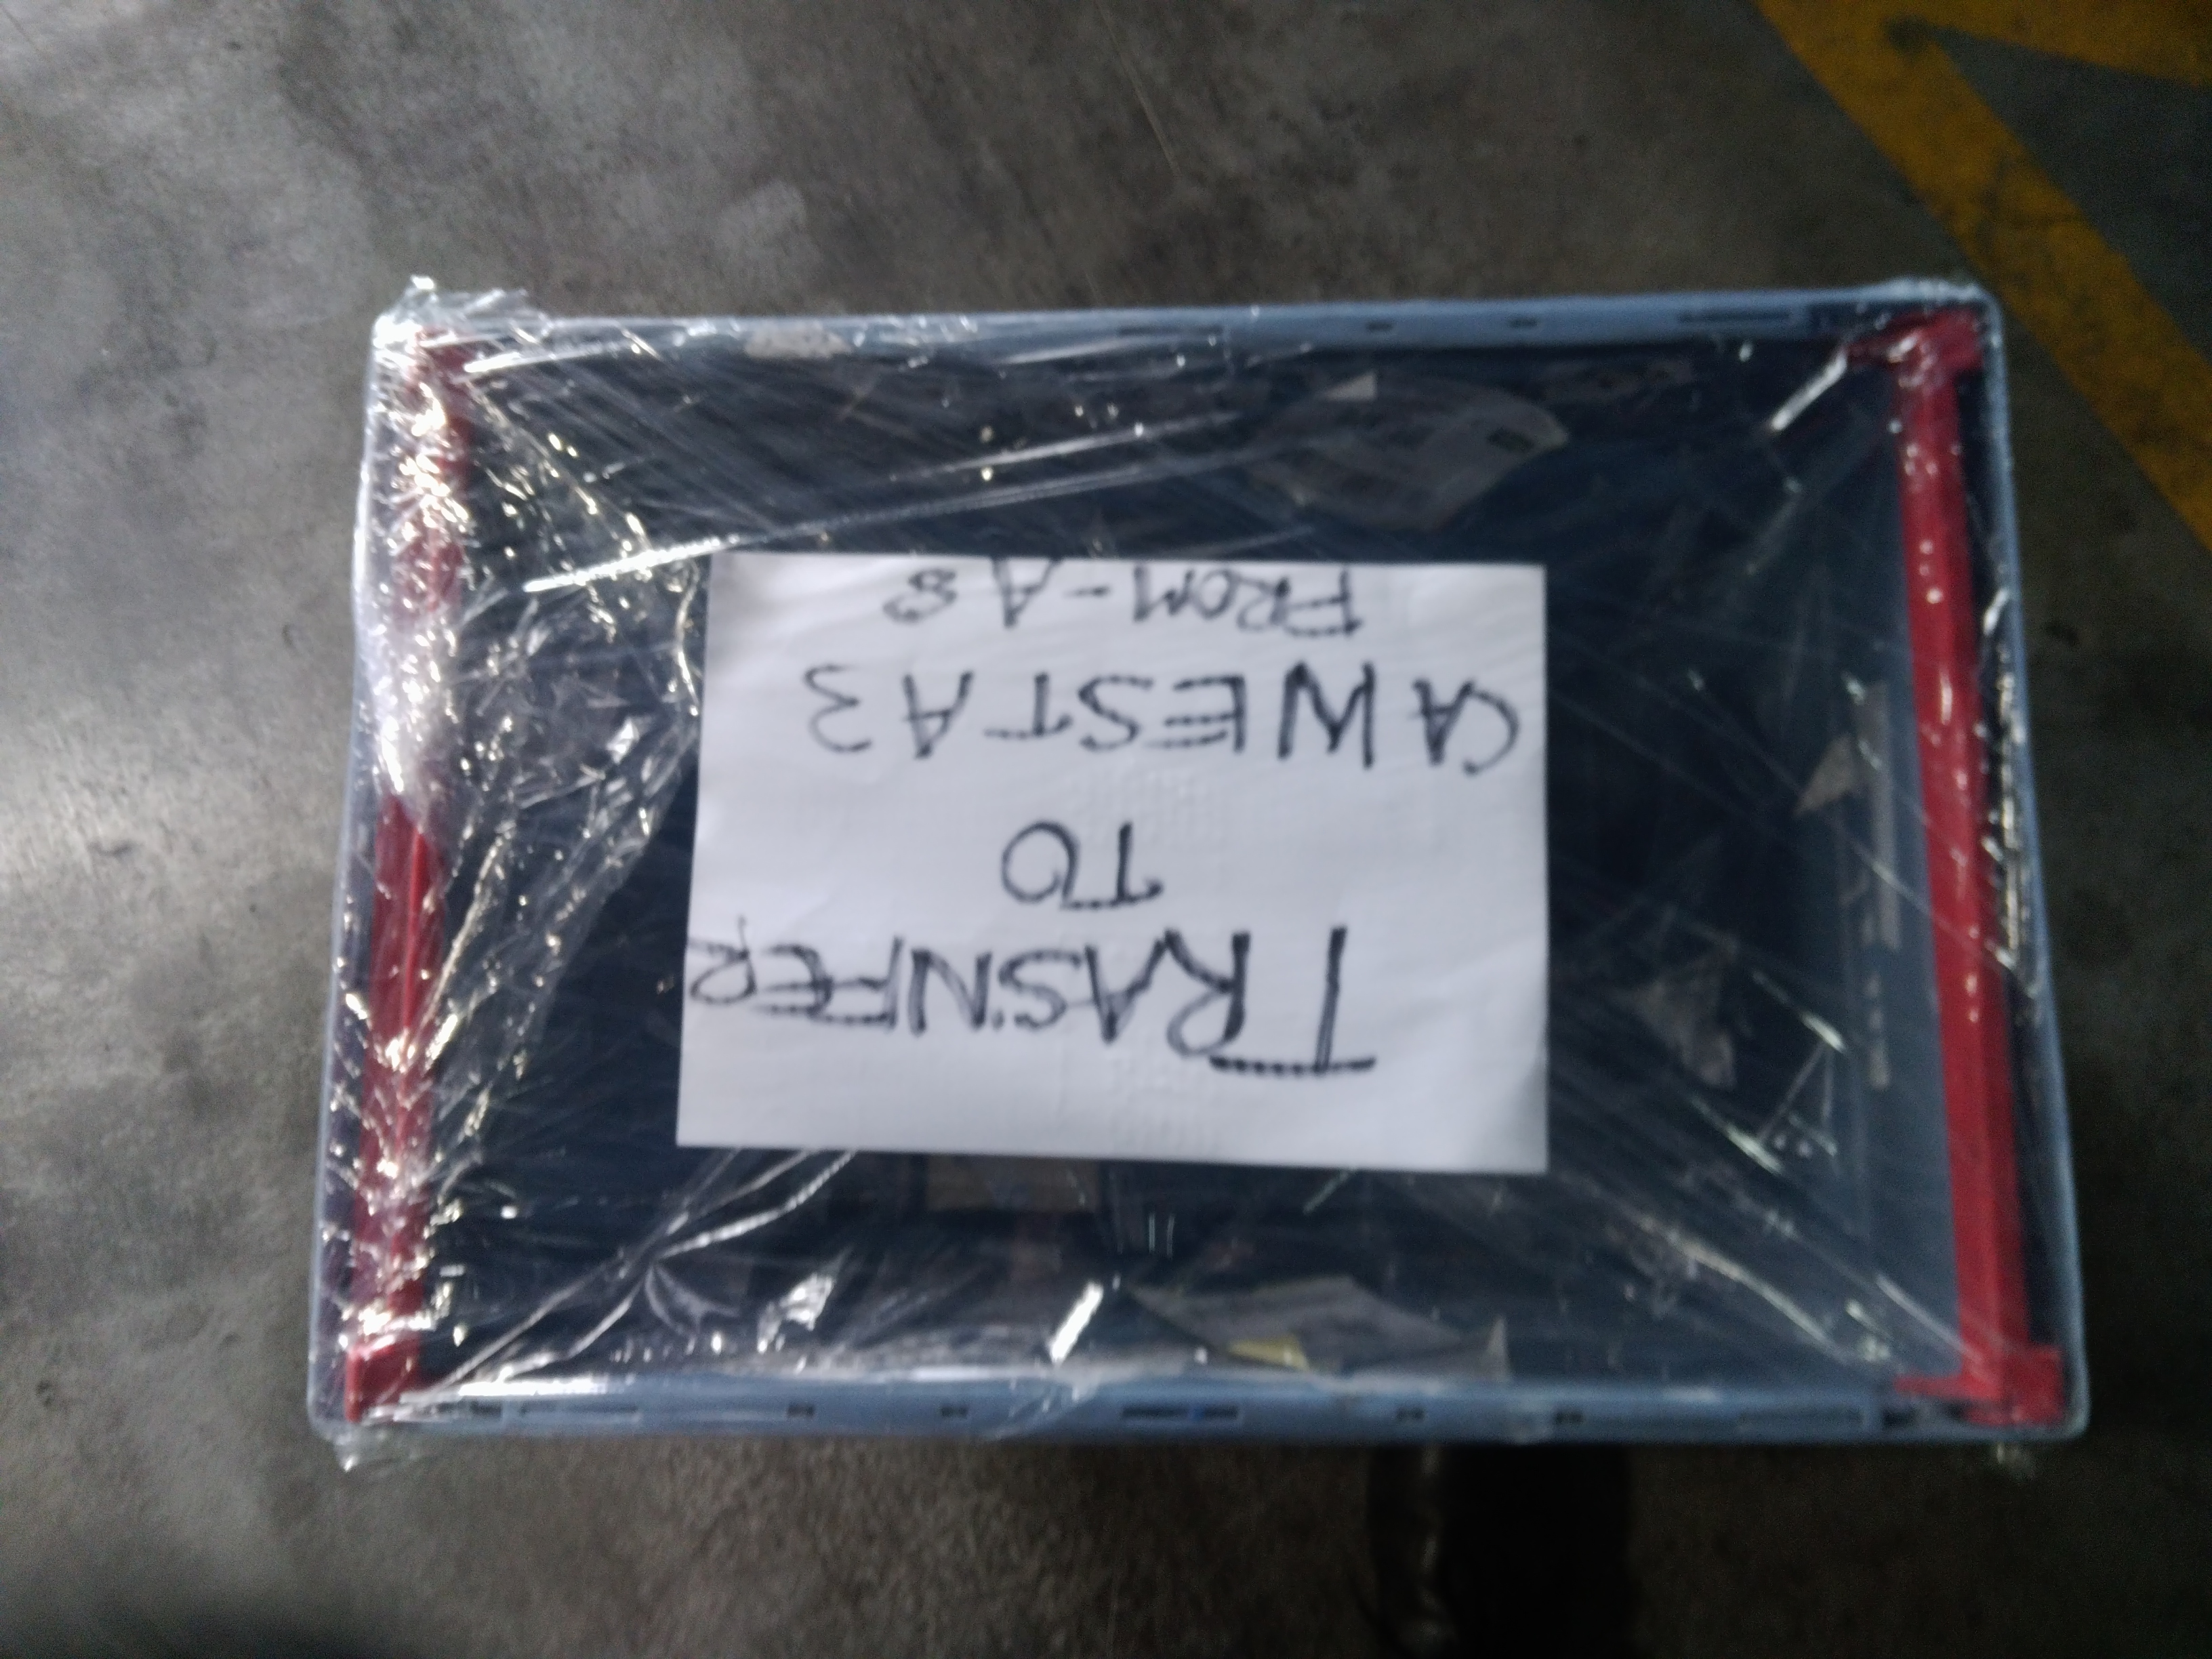 TRASNFER
TO
CAWEST A3
FROM-A8